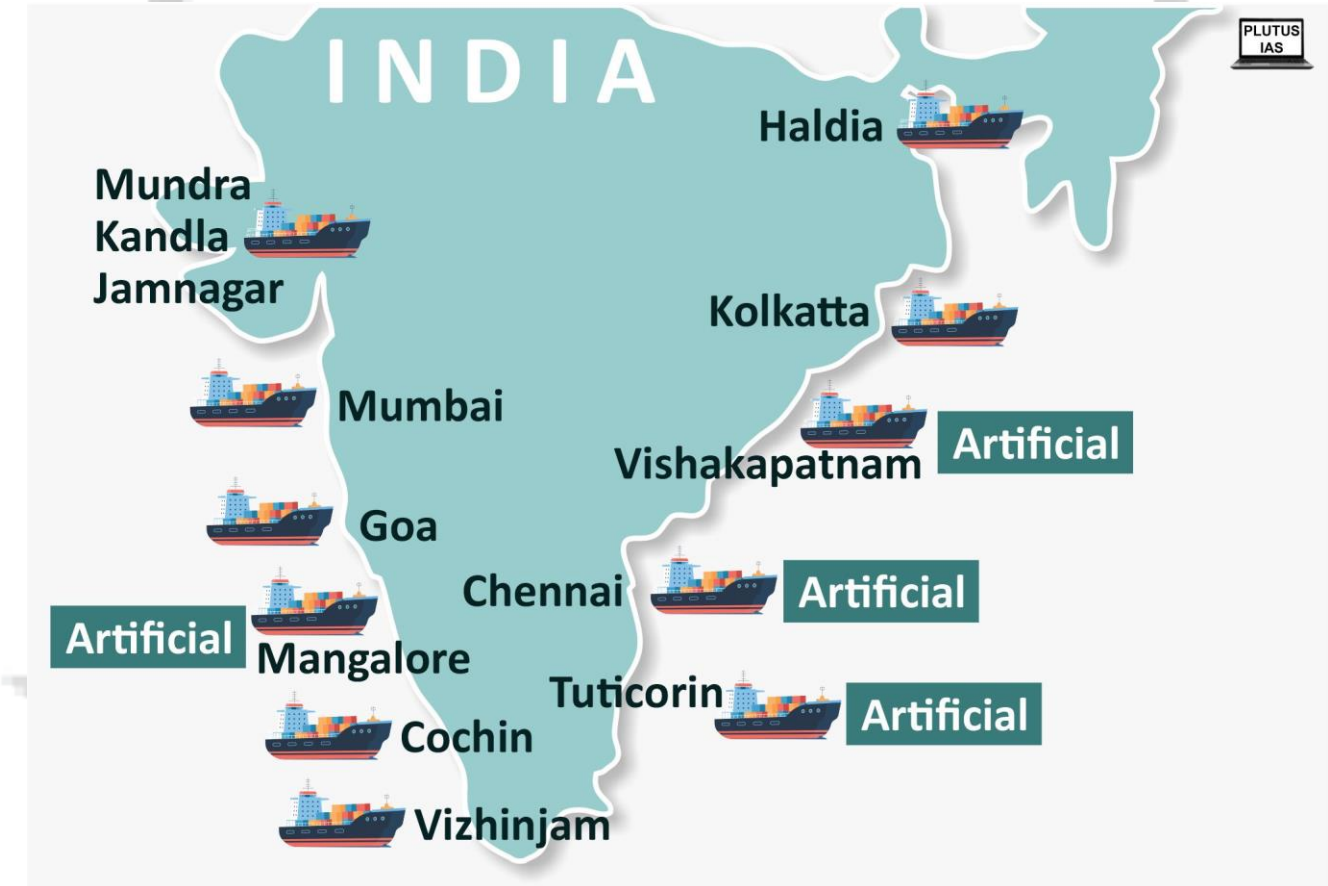 PLUTUS
IAS
INDIA
Haldia
Mundra
Kandla
Jamnagar
Kolkatta
Mumbai
Vishakapatnam
Artificial
Goa
Chennai
Artificial
Artificial
Mangalore
Tuticorin
Artificial
Cochin
Vizhinjam